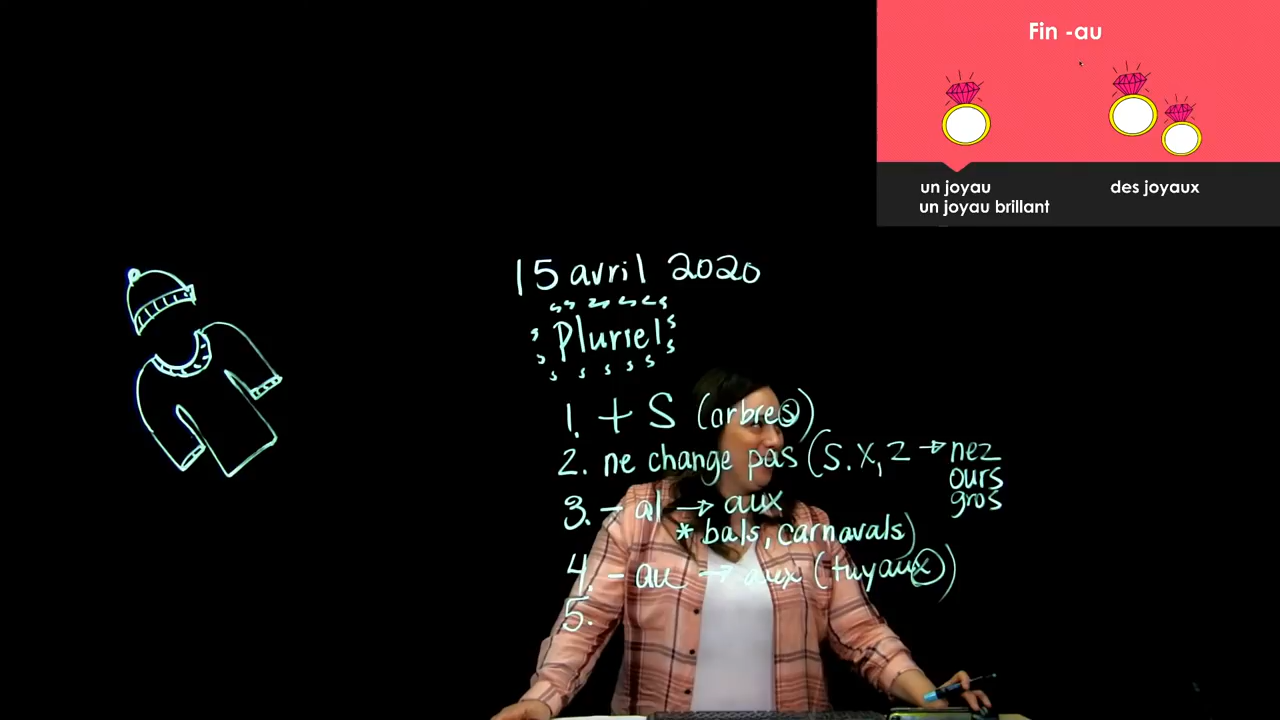 Fin -au
un joyau
un joyau brillant
des joyaux
15 avril 2020
Pluriel
1. + S (arbres)
2. ne change pas (S. X, Z → nez
ours
gros
3. - al → aux
* bals, carnavals)
4. - au → aux (tuyaux)
5.